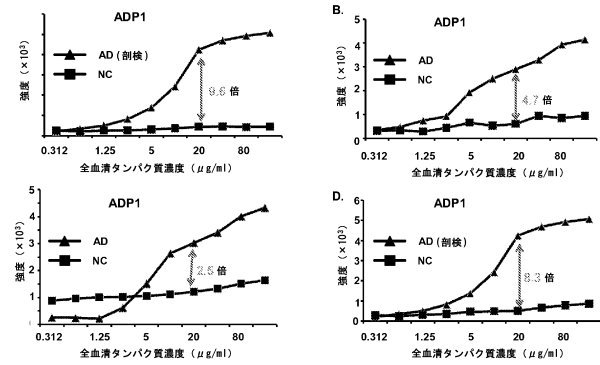 ADP1
強度 (×10³)
AD (剖検)
NC
9.6 倍
0.312 1.25 5 20 80
全血清タンパク質濃度 (μg/ml)
B.
ADP1
強度 (×10³)
5
4
3
2
1
0
AD
NC
4.7 倍
0.312 1.25 5 20 80
全血清タンパク質濃度 (μg/ml)
ADP1
強度 (×10³)
5
4
3
2
1
AD
NC
2.5 倍
0.312 1.25 5 20 80
全血清タンパク質濃度 (μg/ml)
D.
ADP1
強度 (×10³)
6
5
4
3
2
1
0
AD (剖検)
NC
8.3 倍
0.312 1.25 5 20 80
全血清タンパク質濃度 (μg/ml)